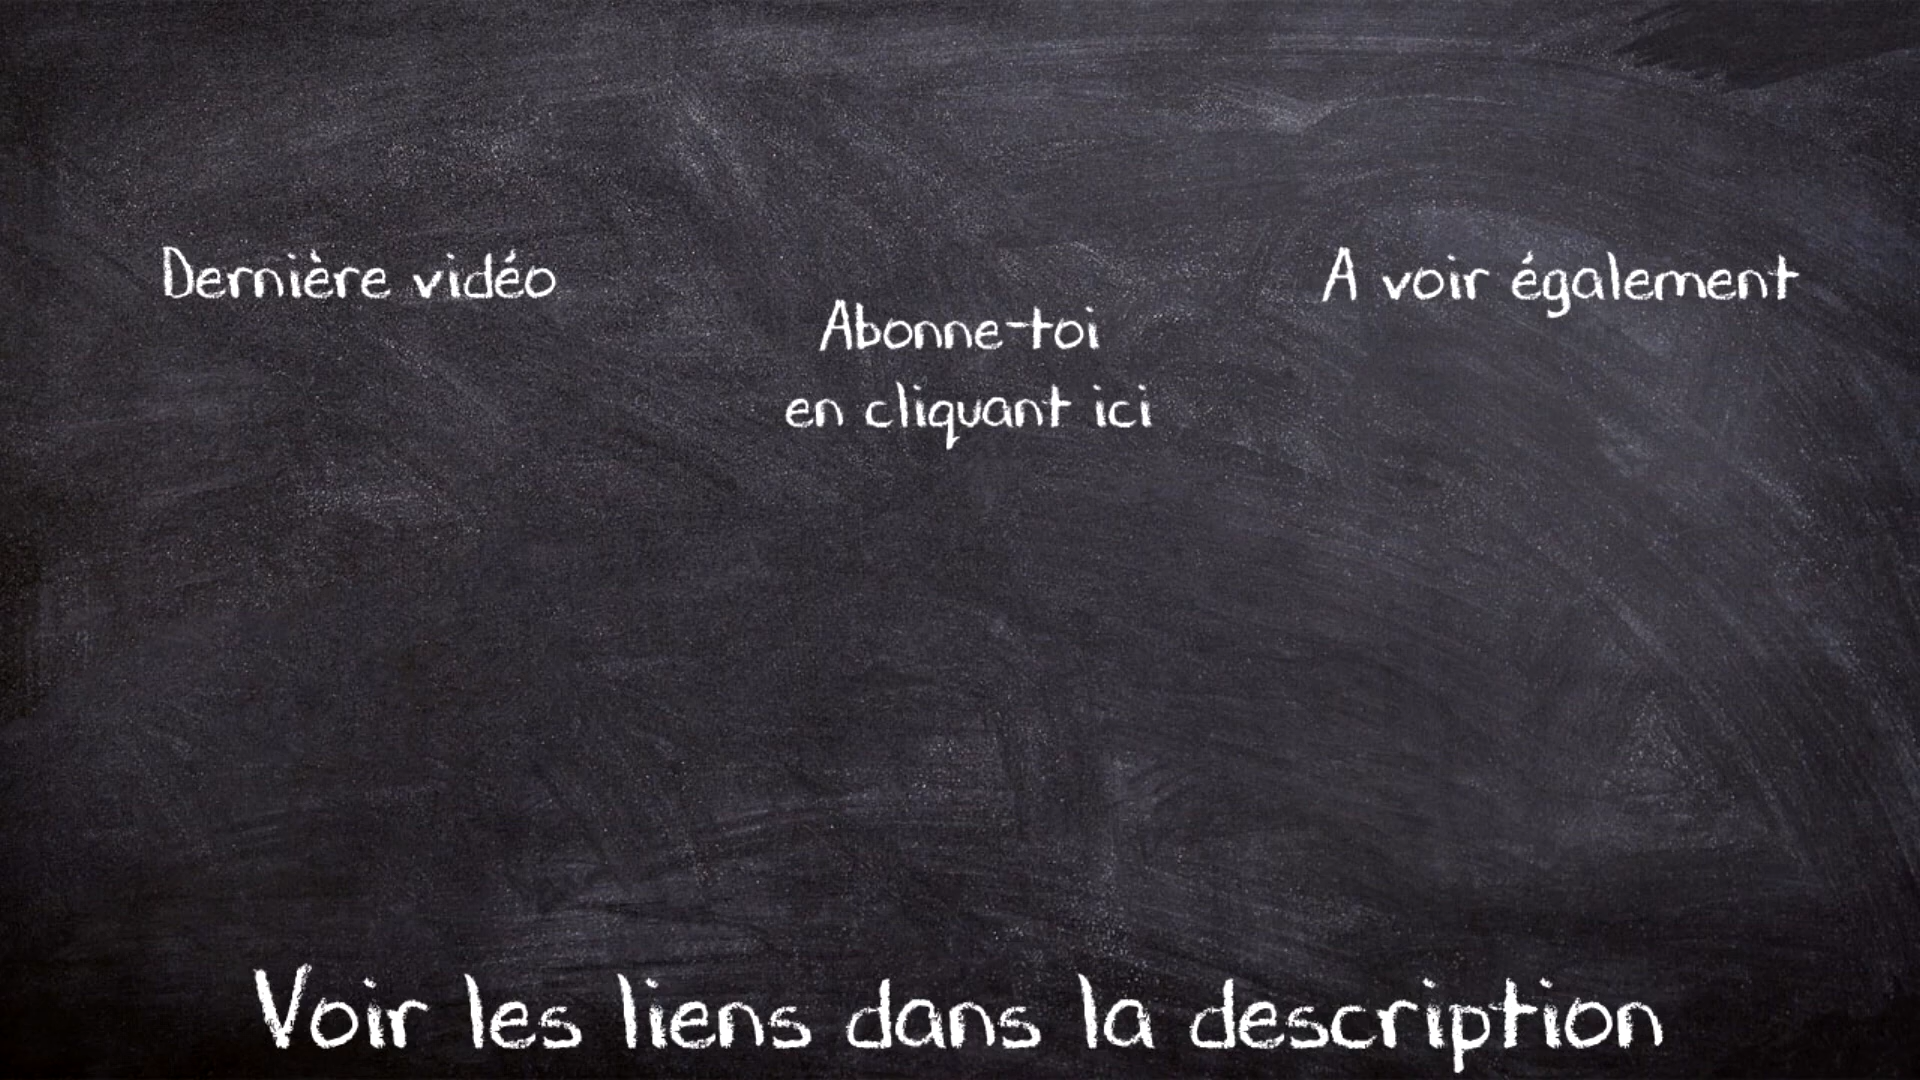 Dernière vidéo
Abonne-toi
en cliquant ici
A voir également
Voir les liens dans la description